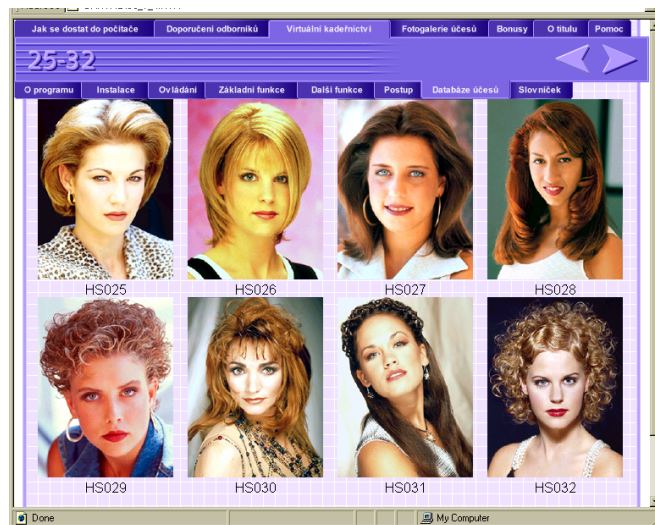 Jak se dostat do počítače Doporučení odborníků Virtuální kadeřnictví Fotogalerie účesů Bonusy O titulu Pomoc
25-32
O programu Instalace Ovládání Základní funkce Další funkce Postup Databáze účesů Slovníček
HS025 HS026 HS027 HS028
HS029 HS030 HS031 HS032
Done My Computer